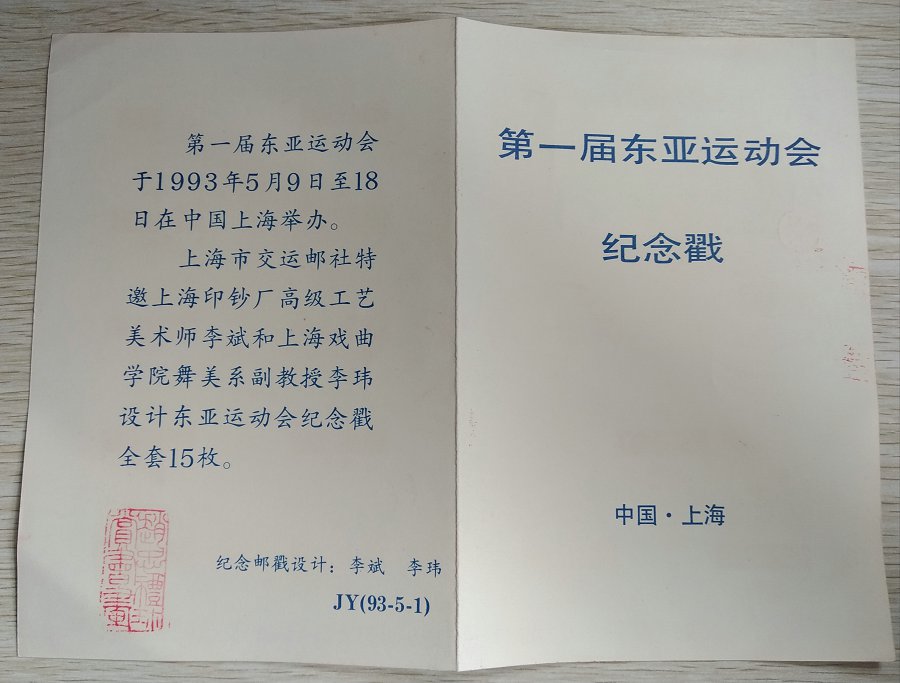 第一届东亚运动会
于1993年5月9日至18
日在中国上海举办。
上海市交运邮社特
邀上海印钞厂高级工艺
美术师李斌和上海戏曲
学院舞美系副教授李玮
设计东亚运动会纪念戳
全套15枚。
纪念邮戳设计：李斌 李玮
JY(93-5-1)
第一届东亚运动会
纪念戳
中国·上海